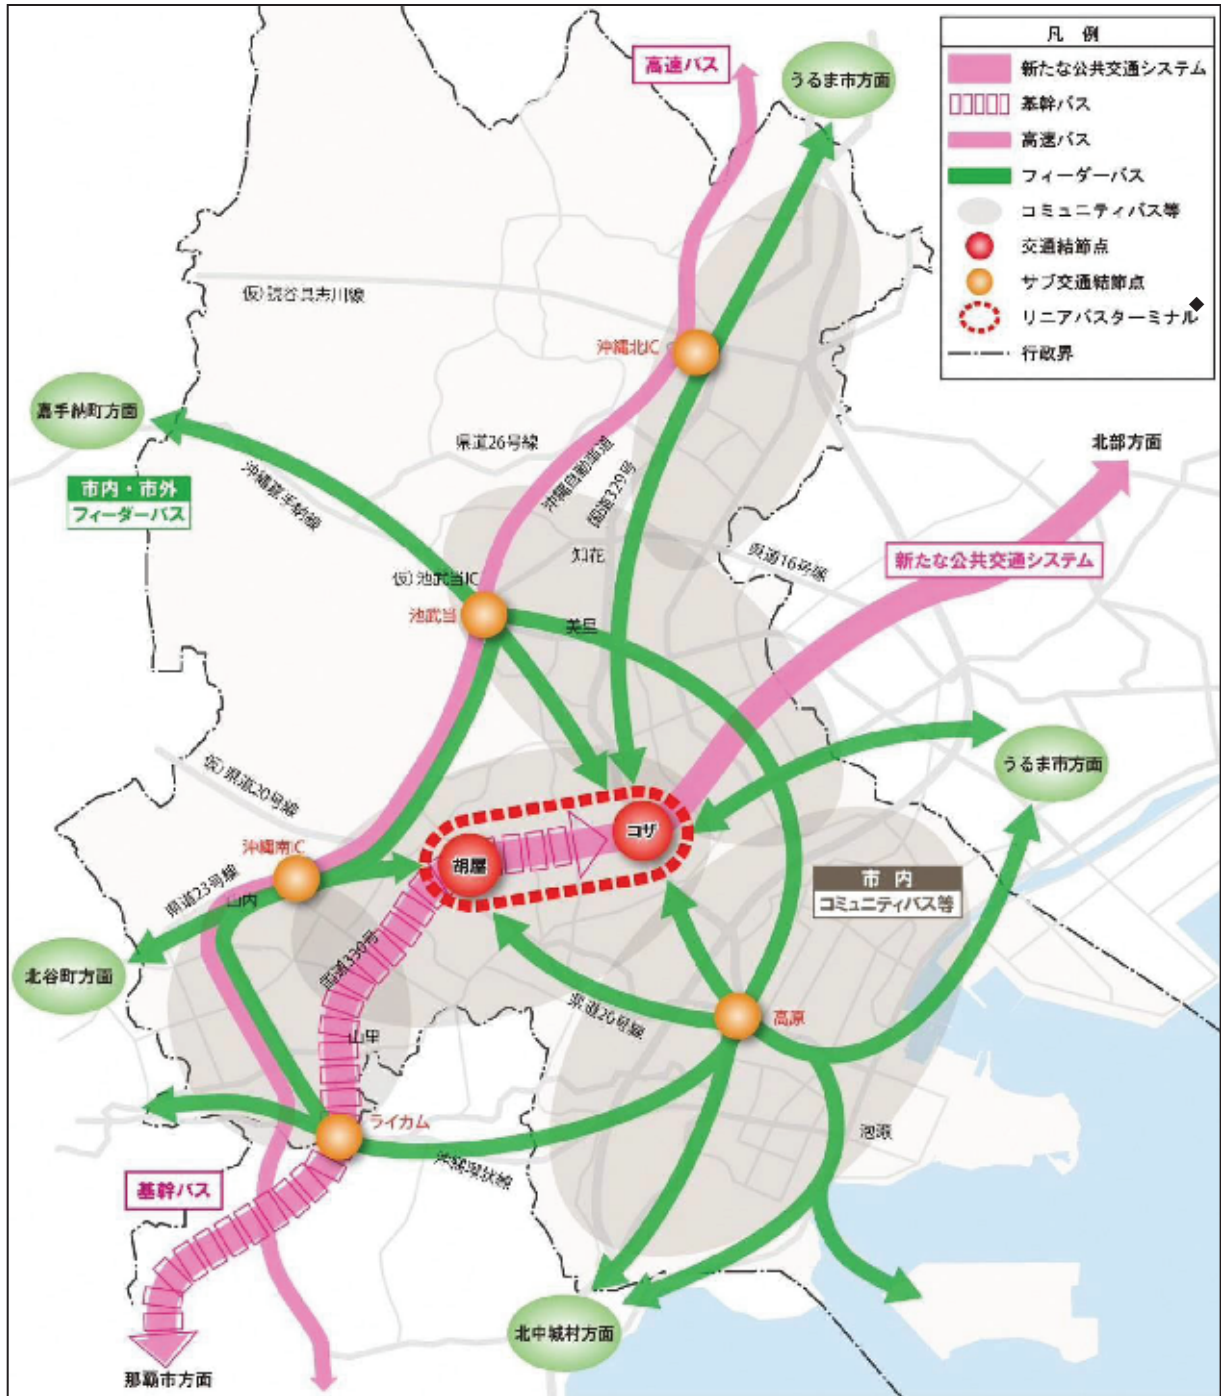 凡 例
新たな公共交通システム
基幹バス
高速バス
フィーダーバス
コミュニティバス等
交通結節点
サブ交通結節点
リニアバスターミナル◆
行政界
高速バス
うるま市方面
仮)読谷具志川線
沖縄北IC
嘉手納町方面
県道26号線
沖縄自動車道
国道329号
北部方面
市内・市外
フィーダーバス
沖縄嘉手納線
知花
県道16号線
新たな公共交通システム
仮)池武当IC
池武当
美里
うるま市方面
仮)県道20号線
コザ
沖縄南IC
胡屋
県道23号線
山内
市 内
コミュニティバス等
北谷町方面
国道330号
県道20号線
高原
山里
ライカム
泡瀬
沖縄環状線
基幹バス
北中城村方面
那覇市方面